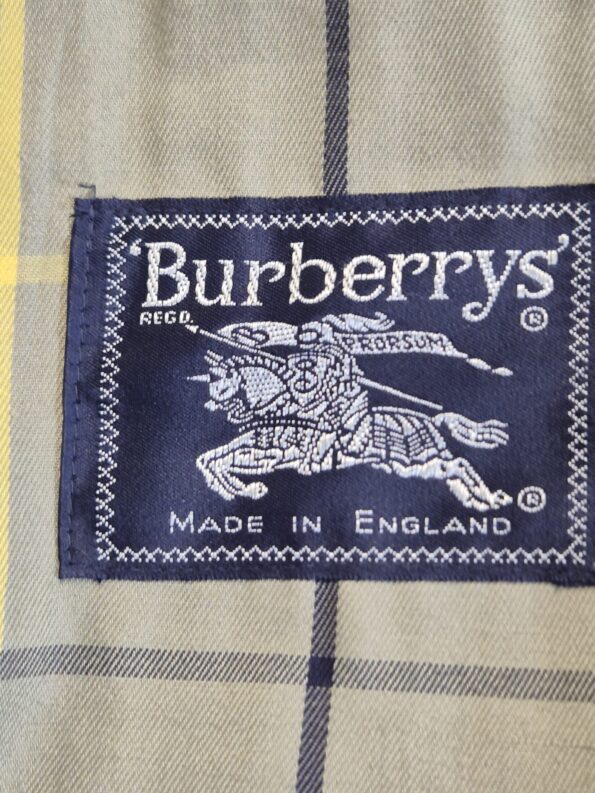 'Burberrys'
REGD. ®
PRORSUM
®
MADE IN ENGLAND